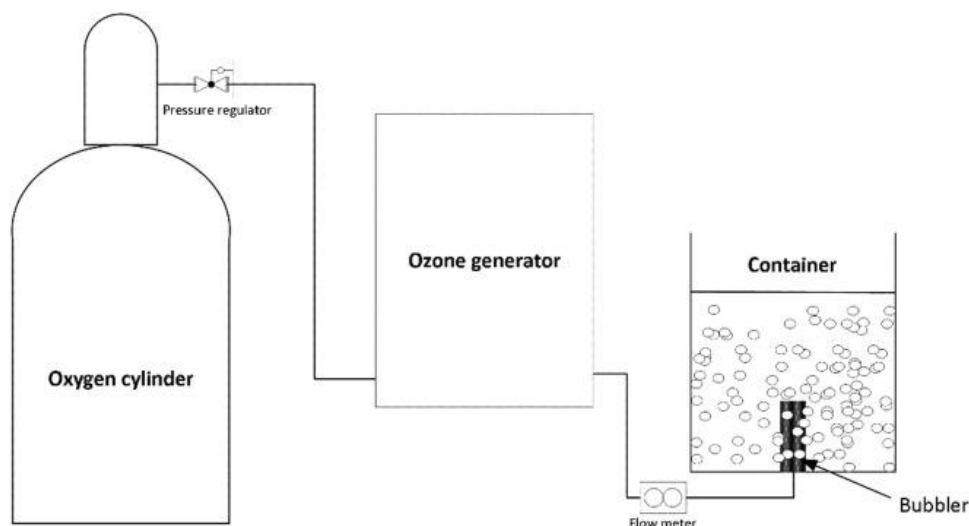 Pressure regulator
Ozone generator
Container
Oxygen cylinder
Bubbler
Flow meter